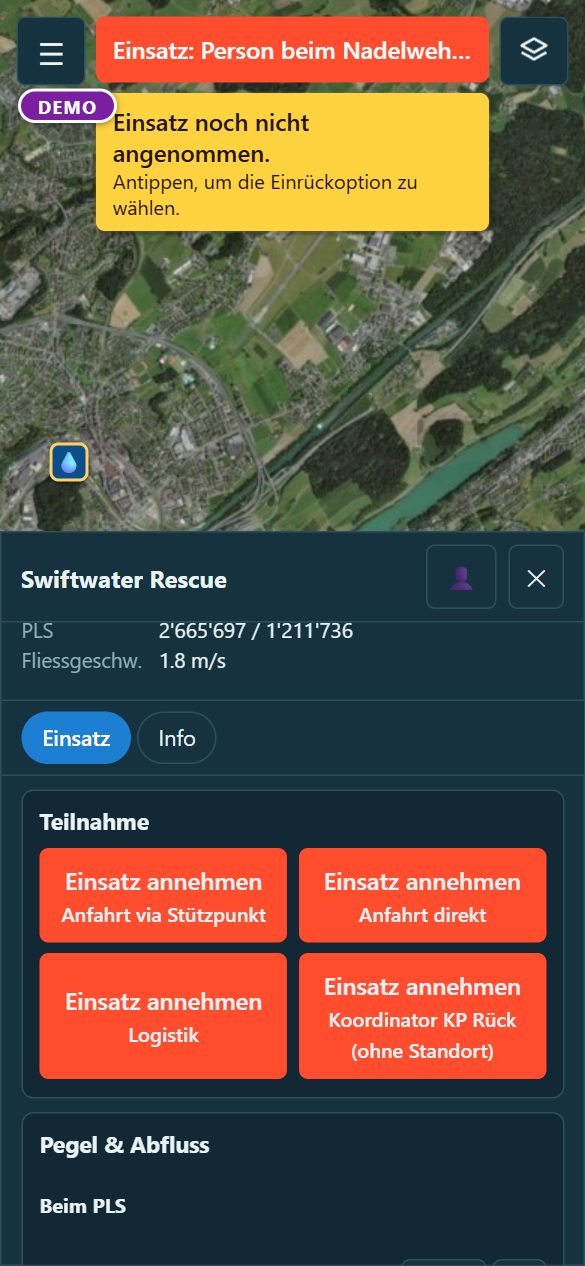 Einsatz: Person beim Nadelweh...
DEMO
Einsatz noch nicht
angenommen.
Antippen, um die Einrückoption zu
wählen.
Swiftwater Rescue
PLS 2'665'697 / 1'211'736
Fliessgeschw. 1.8 m/s
Einsatz Info
Teilnahme
Einsatz annehmen
Anfahrt via Stützpunkt
Einsatz annehmen
Anfahrt direkt
Einsatz annehmen
Logistik
Einsatz annehmen
Koordinator KP Rück
(ohne Standort)
Pegel & Abfluss
Beim PLS